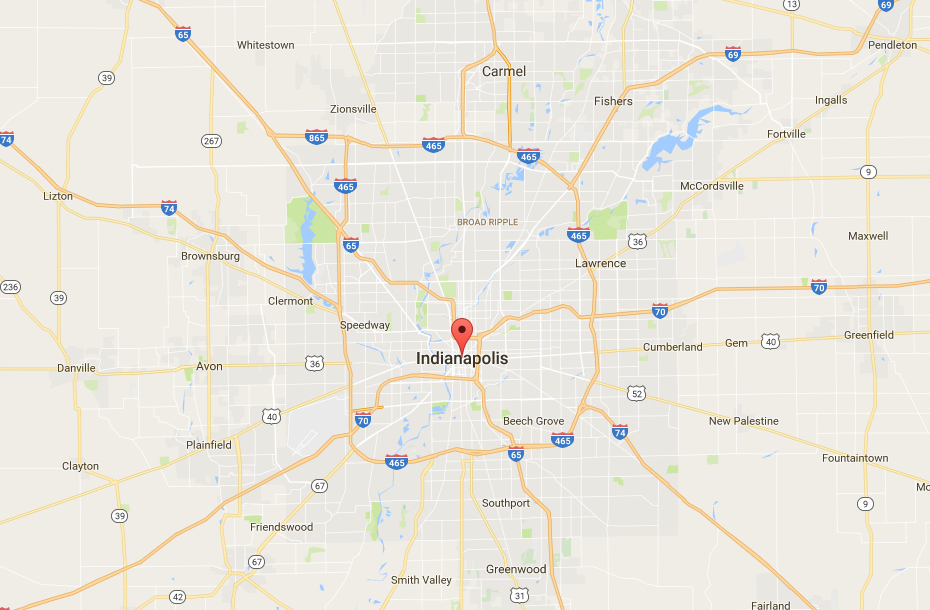 13
69
65
Whitestown
Pendleton
69
Carmel
39
Zionsville
Fishers
Ingalls
74
267
865
465
465
Fortville
9
465
McCordsville
Lizton
74
BROAD RIPPLE
465
36
Maxwell
65
Brownsburg
Lawrence
236
39
Clermont
70
70
Speedway
Greenfield
Cumberland
Gem
40
Indianapolis
Danville
Avon
36
52
40
70
Beech Grove
New Palestine
465
74
Plainfield
65
Clayton
465
Fountaintown
67
Mc
39
Southport
9
Friendswood
67
Greenwood
Smith Valley
42
31
Fairland